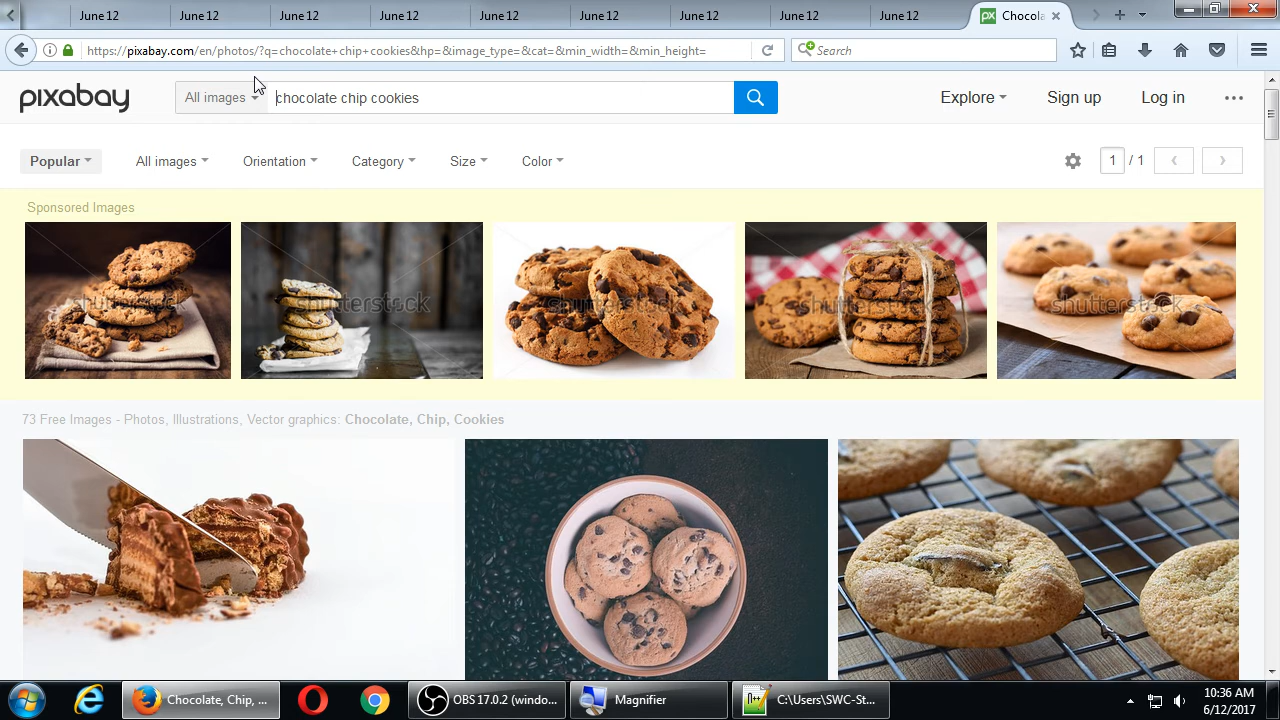 June 12 June 12 June 12 June 12 June 12 June 12 June 12 June 12 June 12 Chocola
https://pixabay.com/en/photos/?q=chocolate+chip+cookies&hp=&image_type=&cat=&min_width=&min_height=
Search
pixabay
All images
chocolate chip cookies
Explore
Sign up
Log in
Popular
All images
Orientation
Category
Size
Color
1 / 1
Sponsored Images
shutterstock
shutterstock
shutterstock
shutterstock
shutterstock
73 Free Images - Photos, Illustrations, Vector graphics: Chocolate, Chip, Cookies
Chocolate, Chip, ...
OBS 17.0.2 (windo...
Magnifier
C:\Users\SWC-St...
10:36 AM
6/12/2017